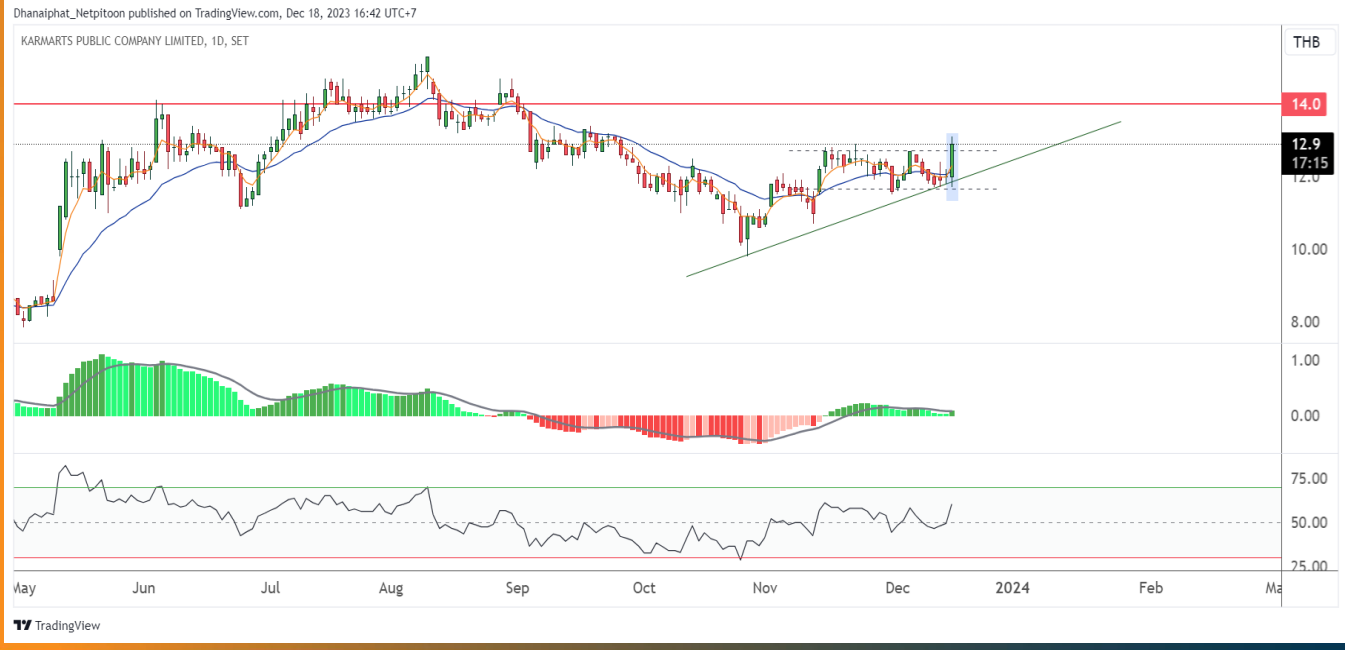 Dhanaiphat_Netpitoon published on TradingView.com, Dec 18, 2023 16:42 UTC+7
KARMARTS PUBLIC COMPANY LIMITED, 1D, SET
THB
14.0
12.9
17:15
12.0
10.00
8.00
1.00
0.00
75.00
50.00
25.00
May Jun Jul Aug Sep Oct Nov Dec 2024 Feb Ma
TradingView